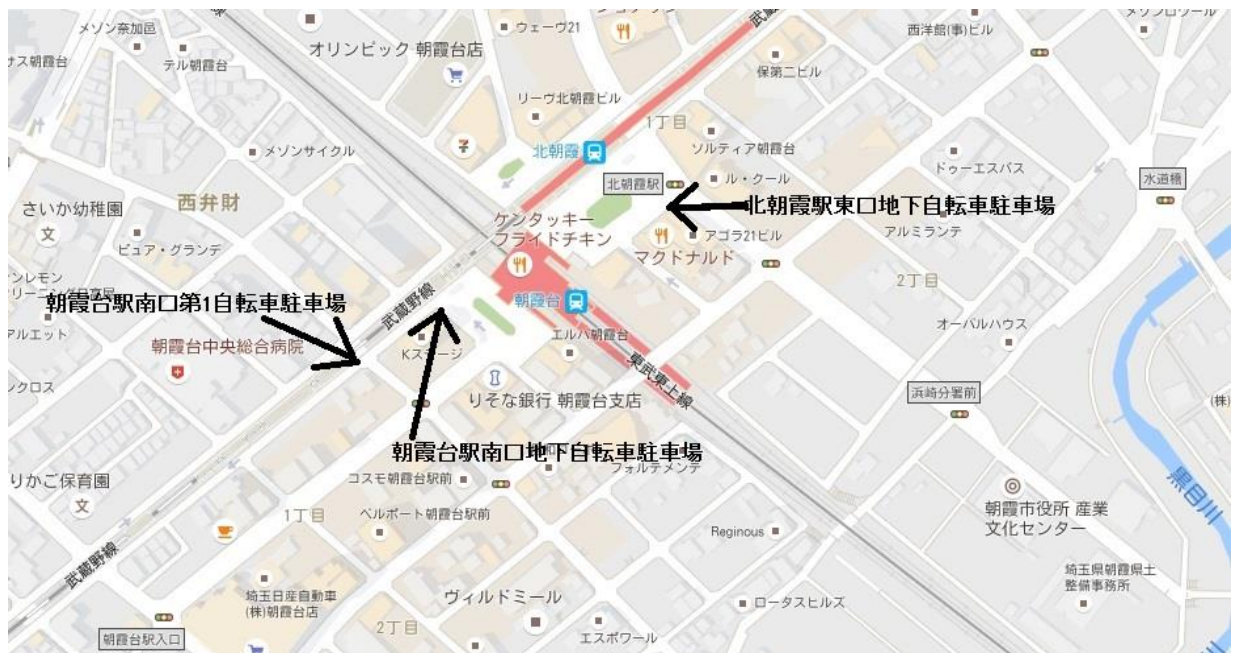 メゾン奈加邑
オリンピック 朝霞台店
ウェーヴ21
西洋館(事)ビル
テル朝霞台
保第二ビル
リーヴ北朝霞ビル
1丁目
メゾンサイクル
北朝霞
ソルティア朝霞台
北朝霞駅
ル・クール
ドゥーエスパス
水道橋
西弁財
さいか幼稚園
北朝霞駅東口地下自転車駐車場
ケンタッキー
フライドチキン
ピュア・グランデ
アゴラ21ビル
アルミランテ
マクドナルド
2丁目
朝霞台駅南口第1自転車駐車場
武蔵野線
朝霞台
オーパルハウス
エルバ朝霞台
朝霞台中央総合病院
Kステージ
東武東上線
りそな銀行 朝霞台支店
浜崎分署前
朝霞台駅南口地下自転車駐車場
フォルテメンテ
コスモ朝霞台駅前
りかご保育園
黒目川
1丁目
ベルポート朝霞台駅前
朝霞市役所 産業
文化センター
Reginous
武蔵野線
埼玉県朝霞県土
整備事務所
埼玉日産自動車
(株)朝霞台店
ヴィルドミール
ロータスヒルズ
2丁目
朝霞台駅入口
エスポワール